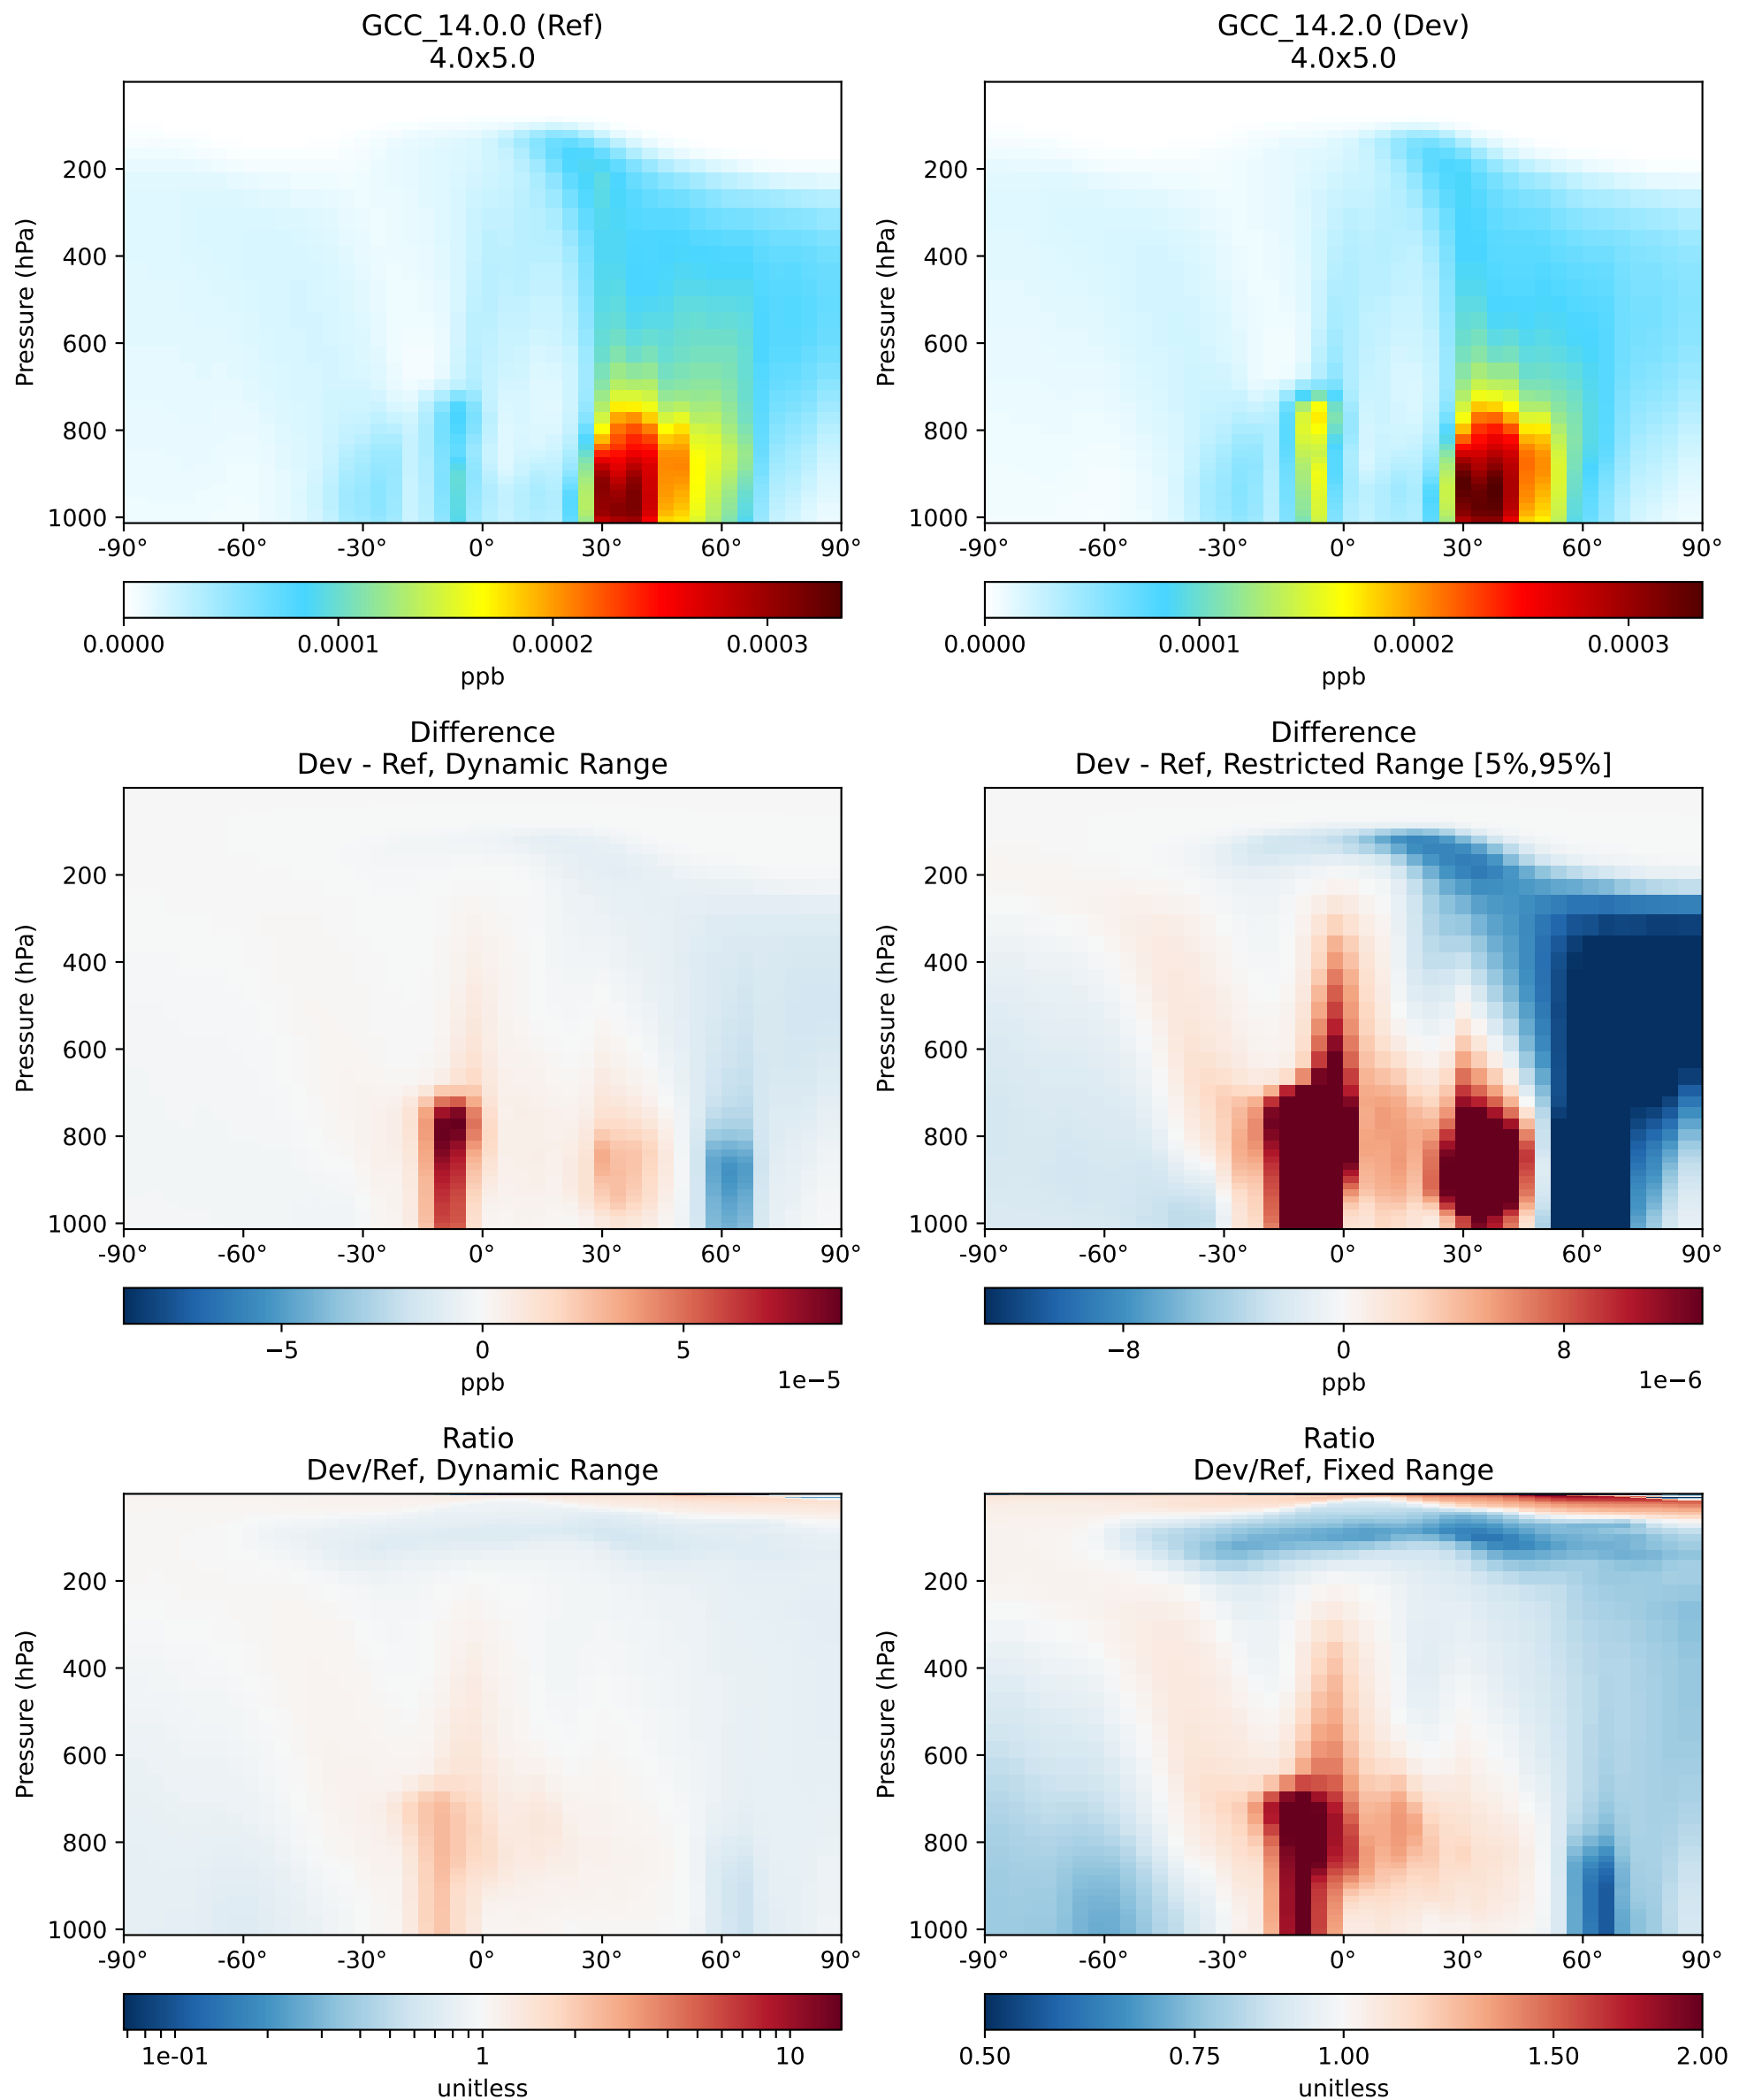 GCC_14.0.0 (Ref)
4.0x5.0
Pressure (hPa)
200
400
600
800
1000
-90° -60° -30° 0° 30° 60° 90°
0.0000 0.0001 0.0002 0.0003
ppb
GCC_14.2.0 (Dev)
4.0x5.0
Pressure (hPa)
200
400
600
800
1000
-90° -60° -30° 0° 30° 60° 90°
0.0000 0.0001 0.0002 0.0003
ppb
Difference
Dev - Ref, Dynamic Range
Pressure (hPa)
200
400
600
800
1000
-90° -60° -30° 0° 30° 60° 90°
−5 0 5
1e−5
ppb
Difference
Dev - Ref, Restricted Range [5%,95%]
Pressure (hPa)
200
400
600
800
1000
-90° -60° -30° 0° 30° 60° 90°
−8 0 8
1e−6
ppb
Ratio
Dev/Ref, Dynamic Range
Pressure (hPa)
200
400
600
800
1000
-90° -60° -30° 0° 30° 60° 90°
1e-01 1 10
unitless
Ratio
Dev/Ref, Fixed Range
Pressure (hPa)
200
400
600
800
1000
-90° -60° -30° 0° 30° 60° 90°
0.50 0.75 1.00 1.50 2.00
unitless